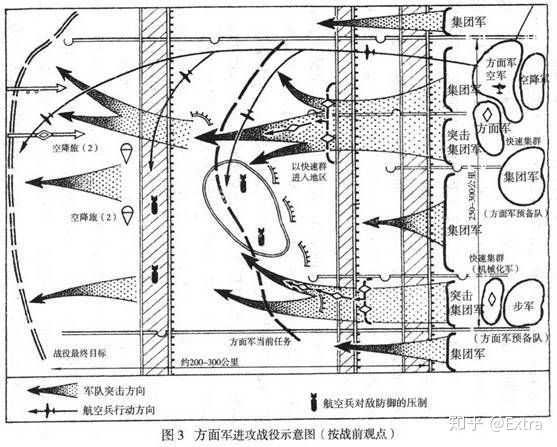 集团军
方面军
空军
空降军
集团军
方面军
快速集群
突击
集团军
空降旅（2）
以快速群
进入地区
集团军
（方面军预备队）
230-300公里
空降旅（2）
集团军
快速集群
（机械化军）
突击
集团军
步军
（方面军预备队）
战役最终目标
方面军当前任务
集团军
约200-300公里
军队突击方向
航空兵行动方向
航空兵对敌防御的压制
图3 方面军进攻战役示意图（按战前观点）
知乎 @Extra